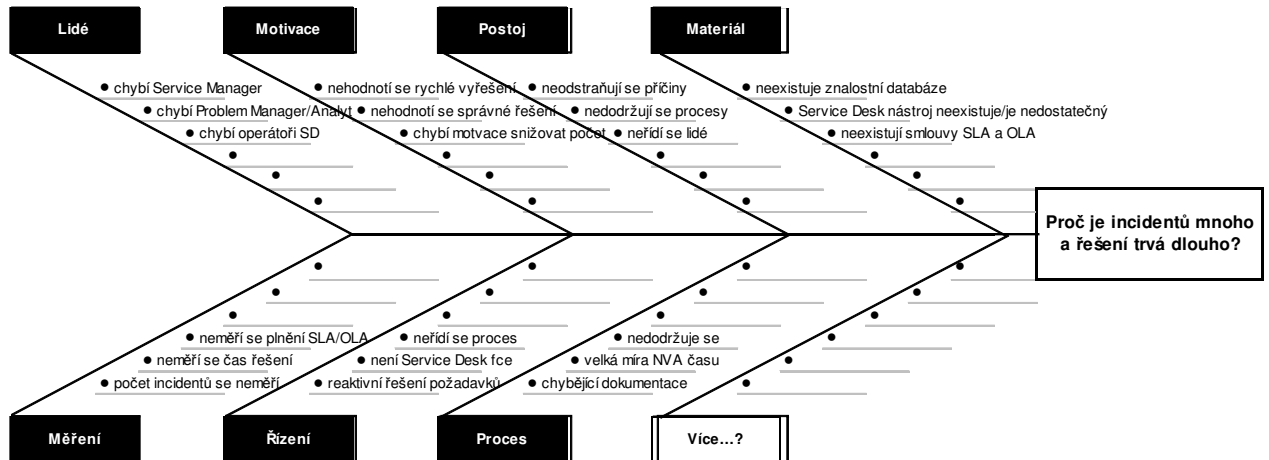 Lidé
Motivace
Postoj
Materiál
chybí Service Manager
nehodnotí se rychlé vyřešení
neodstraňují se příčiny
neexistuje znalostní databáze
chybí Problem Manager/Analyt
nehodnotí se správné řešení
nedodržují se procesy
Service Desk nástroj neexistuje/je nedostatečný
chybí operátoři SD
chybí motvace snižovat počet
neřídí se lidé
neexistují smlouvy SLA a OLA
Proč je incidentů mnoho
a řešení trvá dlouho?
neměří se plnění SLA/OLA
neřídí se proces
nedodržuje se
neměří se čas řešení
není Service Desk fce
velká míra NVA času
počet incidentů se neměří
reaktivní řešení požadavků
chybějící dokumentace
Měření
Řízení
Proces
Více...?